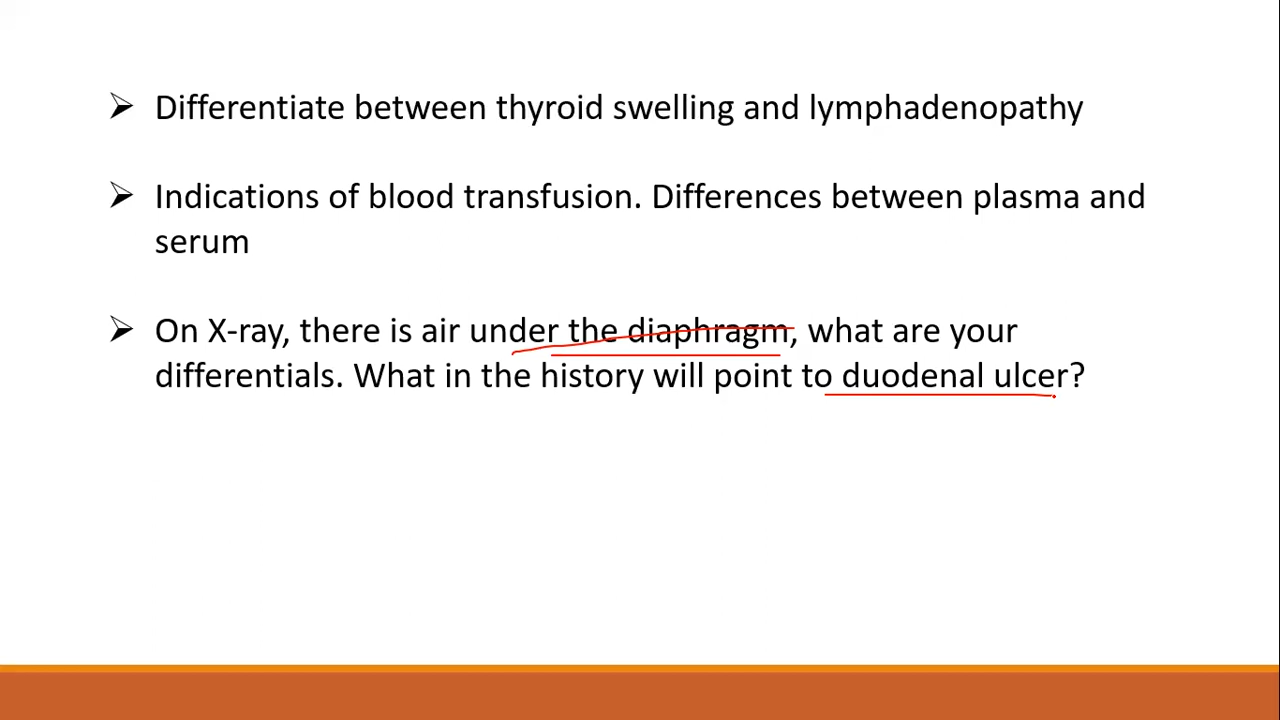 ➢ Differentiate between thyroid swelling and lymphadenopathy
➢ Indications of blood transfusion. Differences between plasma and
serum
➢ On X-ray, there is air under the diaphragm, what are your
differentials. What in the history will point to duodenal ulcer?